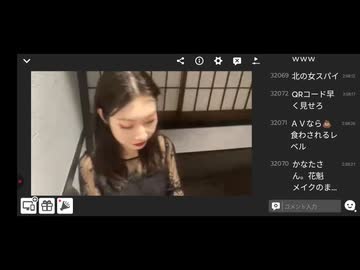 www
32069 北の女スパイ
32072 QRコード早
く見せろ
32071 ＡＶなら💩
食わされるレ
ベル
32070 かなたさ
ん。花魁
メイクのま...
コメント入力